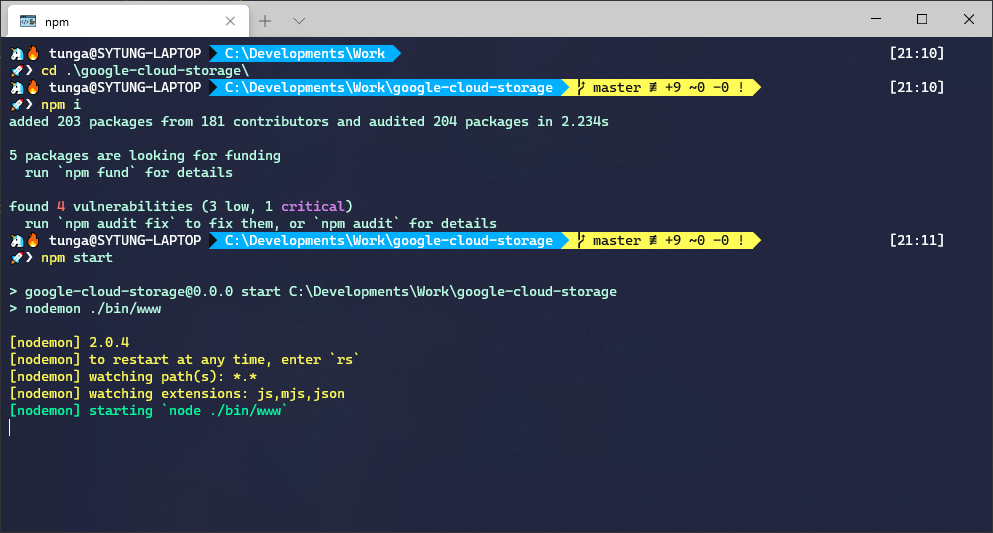 npm
tunga@SYTUNG-LAPTOP C:\Developments\Work [21:10]
❯ cd .\google-cloud-storage\
tunga@SYTUNG-LAPTOP C:\Developments\Work\google-cloud-storage master ≢ +9 ~0 -0 ! [21:10]
❯ npm i
added 203 packages from 181 contributors and audited 204 packages in 2.234s
5 packages are looking for funding
run `npm fund` for details
found 4 vulnerabilities (3 low, 1 critical)
run `npm audit fix` to fix them, or `npm audit` for details
tunga@SYTUNG-LAPTOP C:\Developments\Work\google-cloud-storage master ≢ +9 ~0 -0 ! [21:11]
❯ npm start
> google-cloud-storage@0.0.0 start C:\Developments\Work\google-cloud-storage
> nodemon ./bin/www
[nodemon] 2.0.4
[nodemon] to restart at any time, enter `rs`
[nodemon] watching path(s): *.*
[nodemon] watching extensions: js,mjs,json
[nodemon] starting `node ./bin/www`